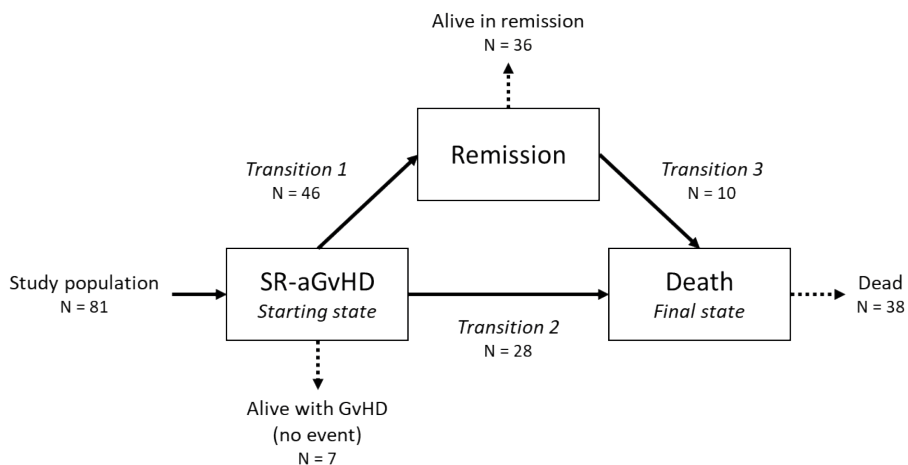 Alive in remission
N = 36
Remission
Transition 1
N = 46
Transition 3
N = 10
Study population
N = 81
SR-aGvHD
Starting state
Death
Final state
Dead
N = 38
Transition 2
N = 28
Alive with GvHD
(no event)
N = 7